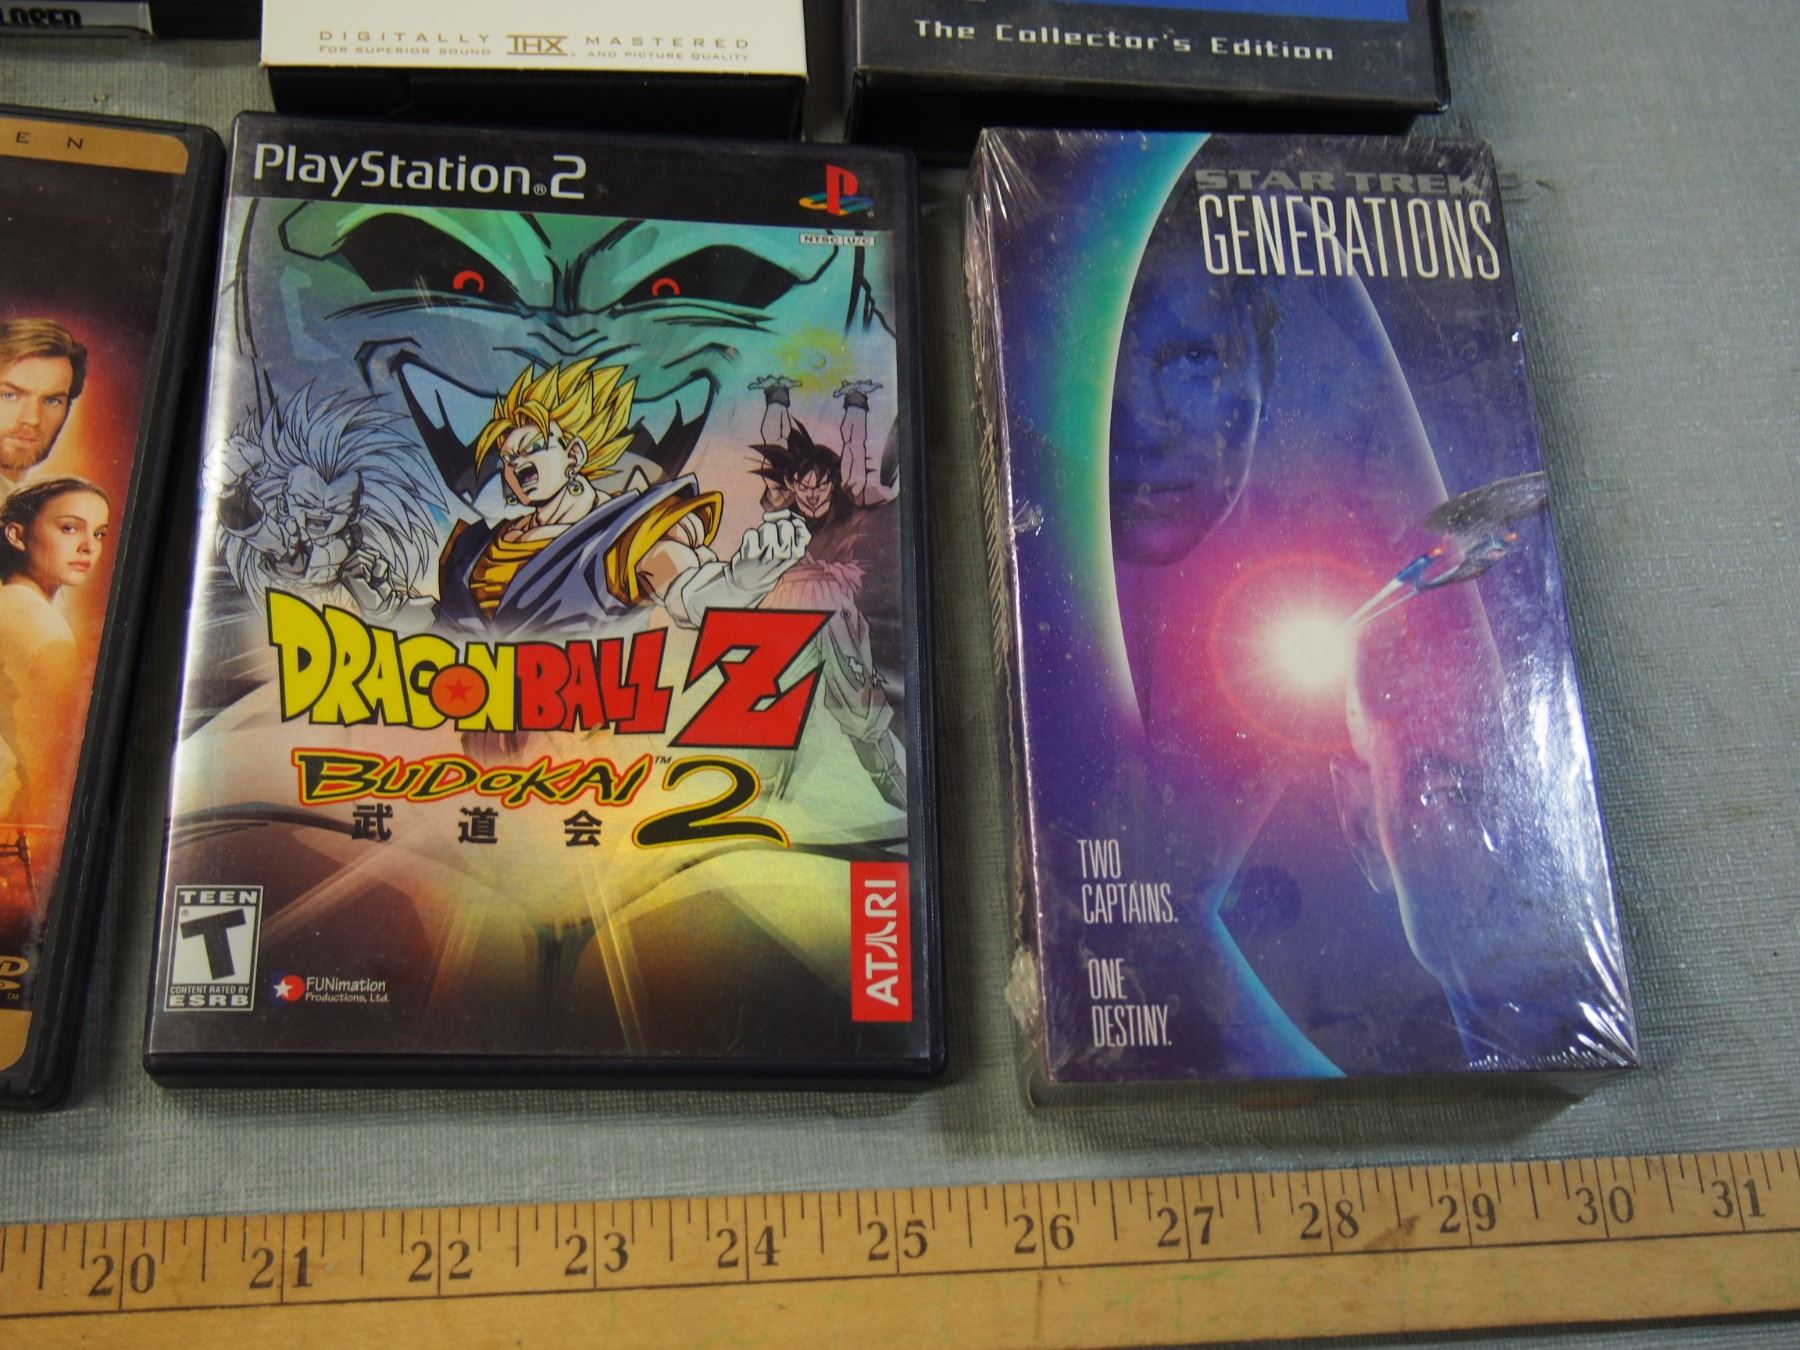 DIGITALLY THX MASTERED
FOR SUPERIOR SOUND AND PICTURE QUALITY
The Collector's Edition
E N
PlayStation®2
NTSC U/C
DRAGON BALL Z®
BUDOKAI™ 2
武道会
TEEN
T®
CONTENT RATED BY
ESRB
FUNimation
Productions, Ltd.
ATARI
STAR TREK
GENERATIONS
TWO
CAPTAINS.
ONE
DESTINY.
20 21 22 23 24 25 26 27 28 29 30 31